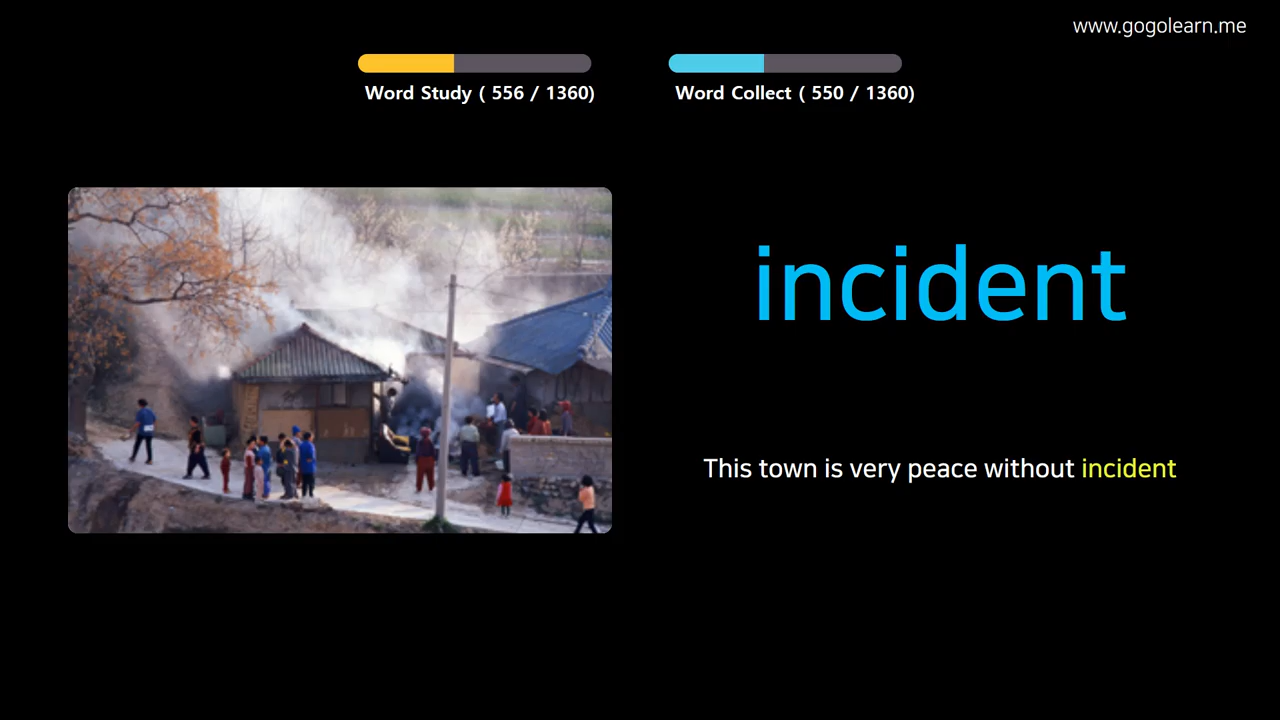 www.gogolearn.me
Word Study ( 556 / 1360)
Word Collect ( 550 / 1360)
incident
This town is very peace without incident